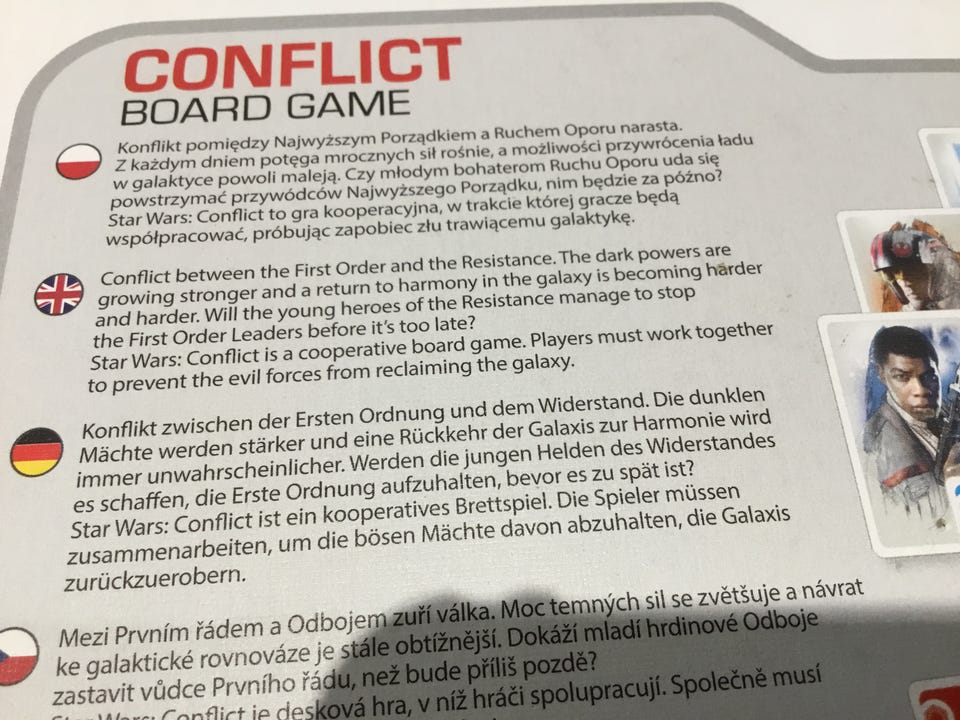 CONFLICT
BOARD GAME
Konflikt pomiędzy Najwyższym Porządkiem a Ruchem Oporu narasta.
Z każdym dniem potęga mrocznych sił rośnie, a możliwości przywrócenia ładu
w galaktyce powoli maleją. Czy młodym bohaterom Ruchu Oporu uda się
powstrzymać przywódców Najwyższego Porządku, nim będzie za późno?
Star Wars: Conflict to gra kooperacyjna, w trakcie której gracze będą
współpracować, próbując zapobiec złu trawiącemu galaktykę.
Conflict between the First Order and the Resistance. The dark powers are
growing stronger and a return to harmony in the galaxy is becoming harder
and harder. Will the young heroes of the Resistance manage to stop
the First Order Leaders before it's too late?
Star Wars: Conflict is a cooperative board game. Players must work together
to prevent the evil forces from reclaiming the galaxy.
Konflikt zwischen der Ersten Ordnung und dem Widerstand. Die dunklen
Mächte werden stärker und eine Rückkehr der Galaxis zur Harmonie wird
immer unwahrscheinlicher. Werden die jungen Helden des Widerstandes
es schaffen, die Erste Ordnung aufzuhalten, bevor es zu spät ist?
Star Wars: Conflict ist ein kooperatives Brettspiel. Die Spieler müssen
zusammenarbeiten, um die bösen Mächte davon abzuhalten, die Galaxis
zurückzuerobern.
Mezi Prvním řádem a Odbojem zuří válka. Moc temných sil se zvětšuje a návrat
ke galaktické rovnováze je stále obtížnější. Dokáží mladí hrdinové Odboje
zastavit vůdce Prvního řádu, než bude příliš pozdě?
Star Wars: Conflict je desková hra, v níž hráči spolupracují. Společně musí